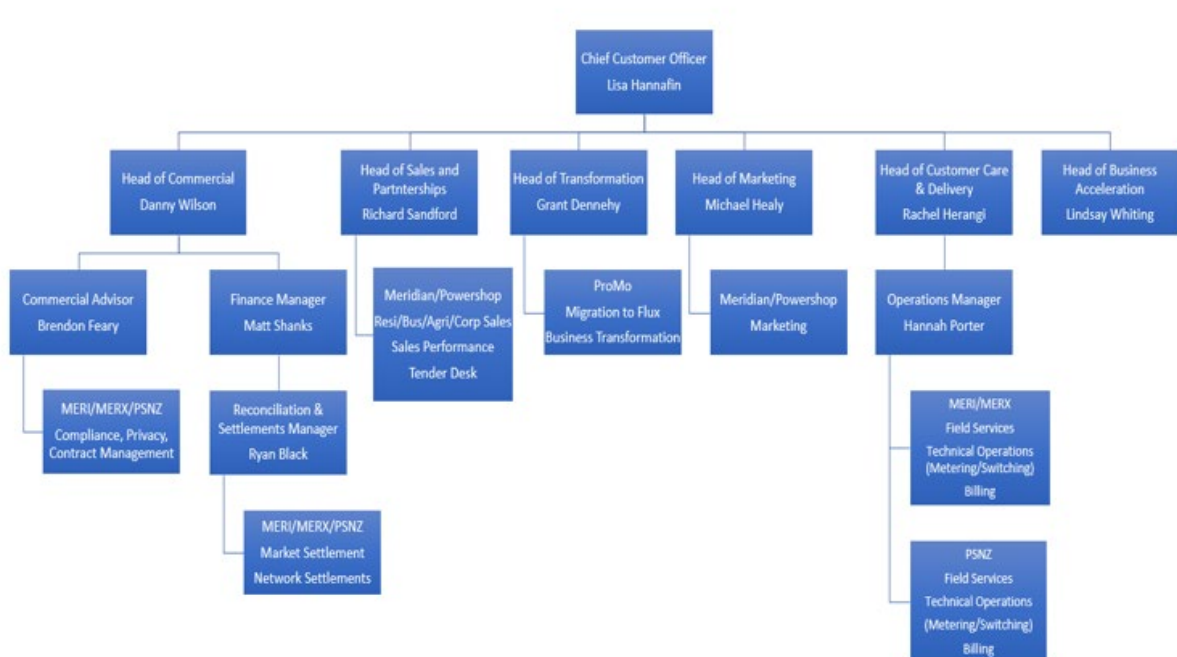 Chief Customer Officer
Lisa Hannafin
Head of Commercial
Danny Wilson
Head of Sales and
Partnterships
Richard Sandford
Head of Transformation
Grant Dennehy
Head of Marketing
Michael Healy
Head of Customer Care
& Delivery
Rachel Herangi
Head of Business
Acceleration
Lindsay Whiting
Commercial Advisor
Brendon Feary
Finance Manager
Matt Shanks
Meridian/Powershop
Resi/Bus/Agri/Corp Sales
Sales Performance
Tender Desk
ProMo
Migration to Flux
Business Transformation
Meridian/Powershop
Marketing
Operations Manager
Hannah Porter
MERI/MERX/PSNZ
Compliance, Privacy,
Contract Management
Reconciliation &
Settlements Manager
Ryan Black
MERI/MERX
Field Services
Technical Operations
(Metering/Switching)
Billing
MERI/MERX/PSNZ
Market Settlement
Network Settlements
PSNZ
Field Services
Technical Operations
(Metering/Switching)
Billing